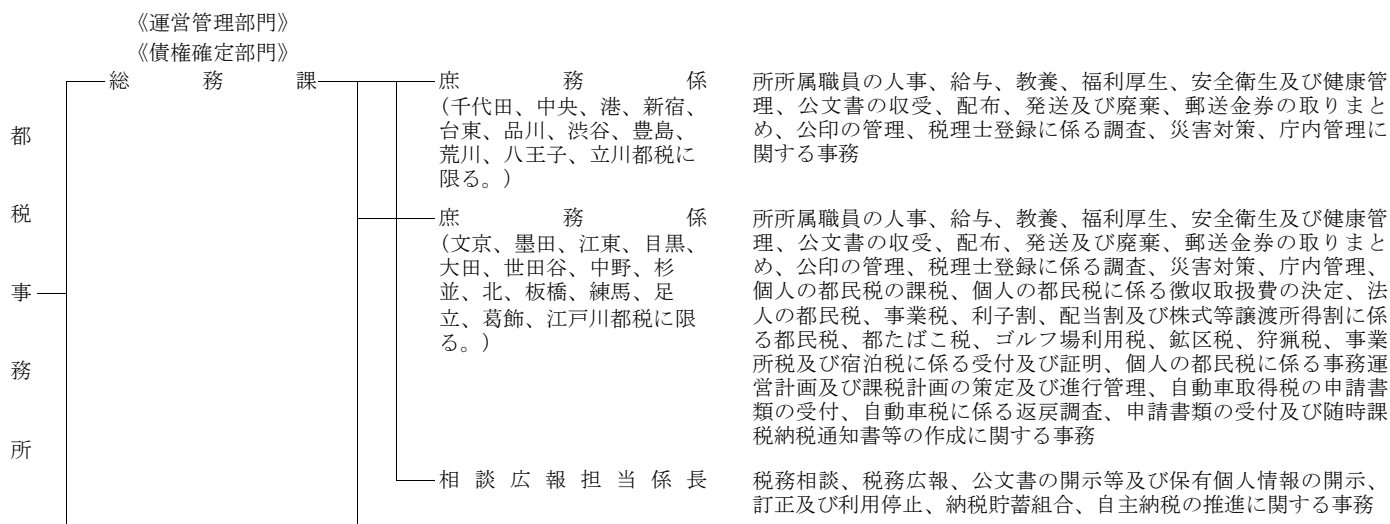 《運営管理部門》
《債権確定部門》
都税事務所
総務課
庶務係
(千代田、中央、港、新宿、
台東、品川、渋谷、豊島、
荒川、八王子、立川都税に
限る。)
所所属職員の人事、給与、教養、福利厚生、安全衛生及び健康管
理、公文書の収受、配布、発送及び廃棄、郵送金券の取りまと
め、公印の管理、税理士登録に係る調査、災害対策、庁内管理に
関する事務
庶務係
(文京、墨田、江東、目黒、
大田、世田谷、中野、杉
並、北、板橋、練馬、足
立、葛飾、江戸川都税に限
る。)
所所属職員の人事、給与、教養、福利厚生、安全衛生及び健康管
理、公文書の収受、配布、発送及び廃棄、郵送金券の取りまと
め、公印の管理、税理士登録に係る調査、災害対策、庁内管理、
個人の都民税の課税、個人の都民税に係る徴収取扱費の決定、法
人の都民税、事業税、利子割、配当割及び株式等譲渡所得割に係
る都民税、都たばこ税、ゴルフ場利用税、鉱区税、狩猟税、事業
所税及び宿泊税に係る受付及び証明、個人の都民税に係る事務運
営計画及び課税計画の策定及び進行管理、自動車取得税の申請書
類の受付、自動車税に係る返戻調査、申請書類の受付及び随時課
税納税通知書等の作成に関する事務
相談広報担当係長
税務相談、税務広報、公文書の開示等及び保有個人情報の開示、
訂正及び利用停止、納税貯蓄組合、自主納税の推進に関する事務